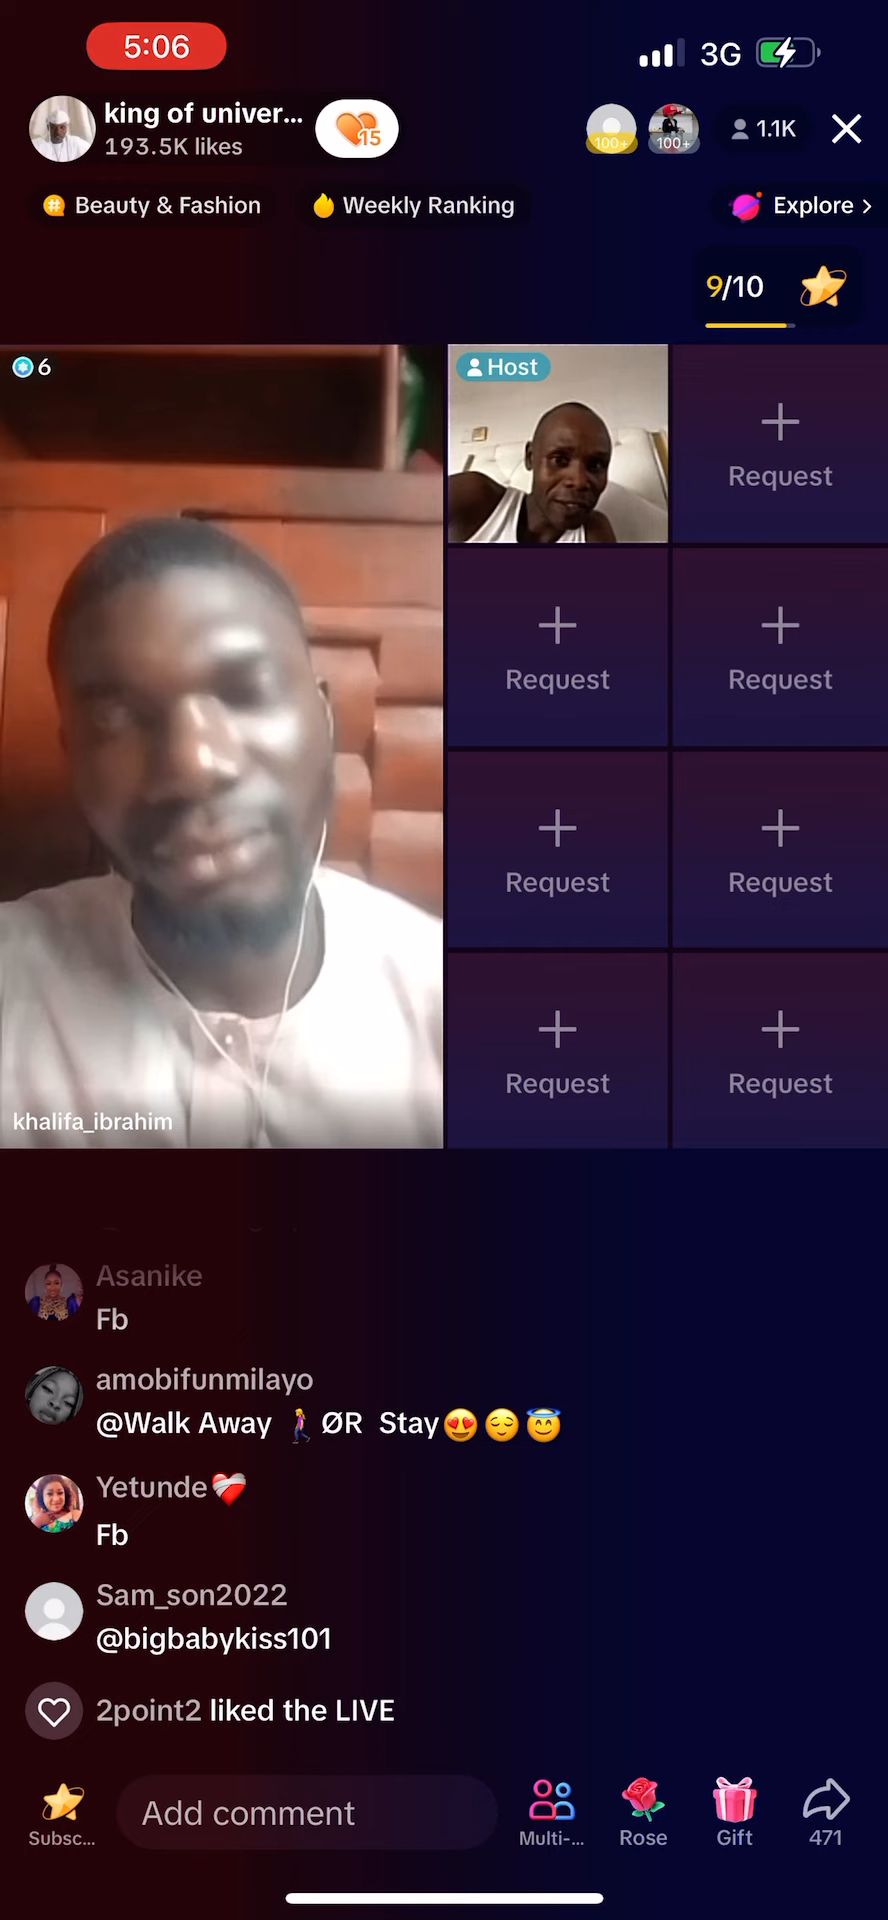 5:06
3G
king of univer...
193.5K likes
15
100+
100+
1.1K
Beauty & Fashion
Weekly Ranking
Explore >
9/10
6
Host
Request
Request
Request
Request
Request
Request
Request
khalifa_ibrahim
Asanike
Fb
amobifunmilayo
@Walk Away 🚶‍♀️ ØR Stay😍😌😇
Yetunde❤️‍🩹
Fb
Sam_son2022
@bigbabykiss101
2point2 liked the LIVE
Subsc...
Add comment
Multi-...
Rose
Gift
471